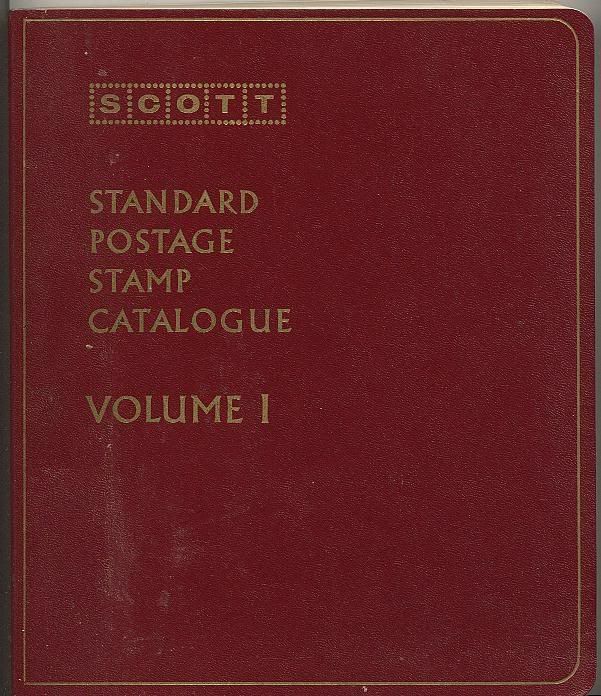 SCOTT
STANDARD
POSTAGE
STAMP
CATALOGUE
VOLUME I